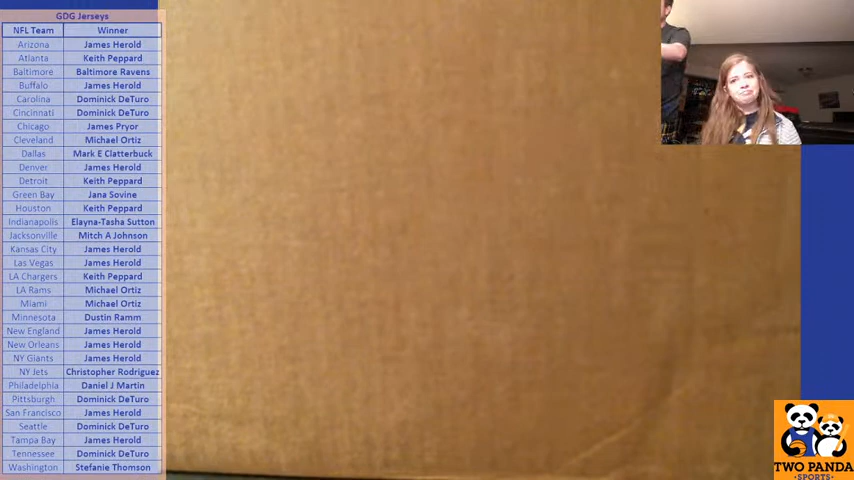 GDG Jerseys
NFL Team Winner
Arizona James Herold
Atlanta Keith Peppard
Baltimore Baltimore Ravens
Buffalo James Herold
Carolina Dominick DeTuro
Cincinnati Dominick DeTuro
Chicago James Pryor
Cleveland Michael Ortiz
Dallas Mark E Clatterbuck
Denver James Herold
Detroit Keith Peppard
Green Bay Jana Sovine
Houston Keith Peppard
Indianapolis Elayna-Tasha Sutton
Jacksonville Mitch A Johnson
Kansas City James Herold
Las Vegas James Herold
LA Chargers Keith Peppard
LA Rams Michael Ortiz
Miami Michael Ortiz
Minnesota Dustin Ramm
New England James Herold
New Orleans James Herold
NY Giants James Herold
NY Jets Christopher Rodriguez
Philadelphia Daniel J Martin
Pittsburgh Dominick DeTuro
San Francisco James Herold
Seattle Dominick DeTuro
Tampa Bay James Herold
Tennessee Dominick DeTuro
Washington Stefanie Thomson
TWO PANDA
SPORTS